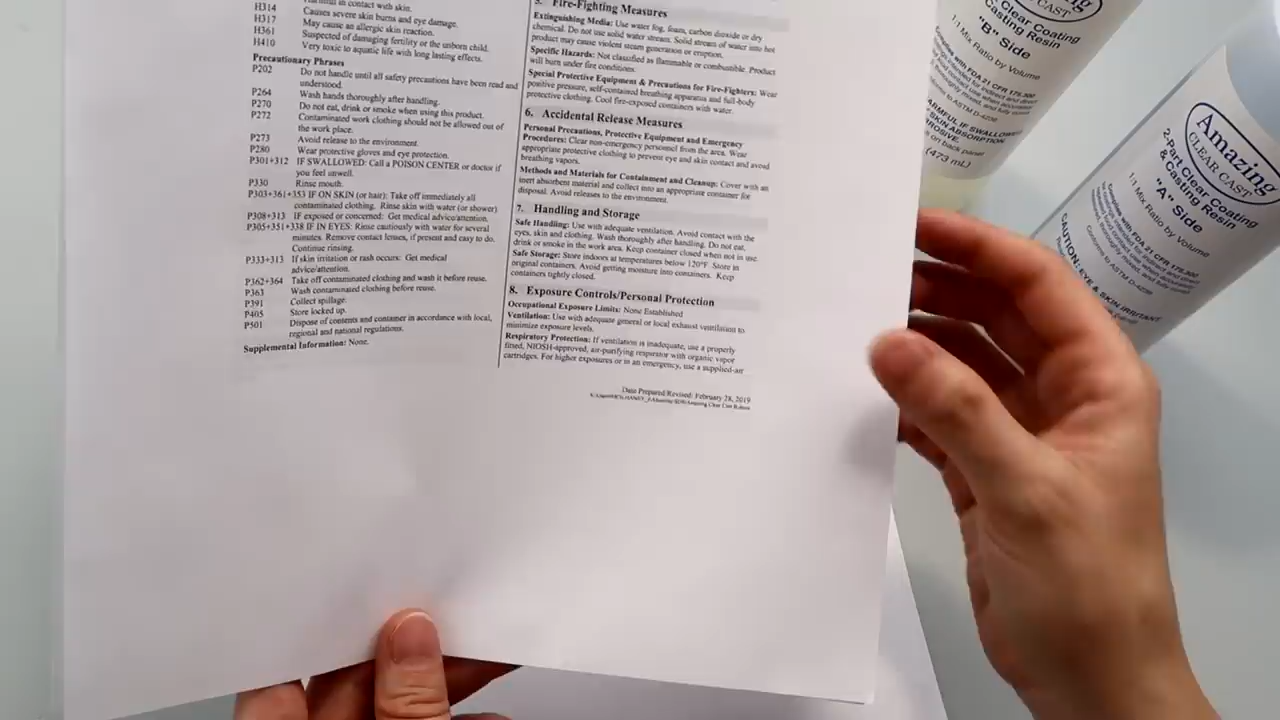 Harmful in contact with skin.
H314 Causes severe skin burns and eye damage.
H317 May cause an allergic skin reaction.
H361 Suspected of damaging fertility or the unborn child.
H410 Very toxic to aquatic life with long lasting effects.
Precautionary Phrases
P202 Do not handle until all safety precautions have been read and
understood.
P264 Wash hands thoroughly after handling.
P270 Do not eat, drink or smoke when using this product.
P272 Contaminated work clothing should not be allowed out of
the work place.
P273 Avoid release to the environment.
P280 Wear protective gloves and eye protection.
P301+312 IF SWALLOWED: Call a POISON CENTER or doctor if
you feel unwell.
P330 Rinse mouth.
P303+361+353 IF ON SKIN (or hair): Take off immediately all
contaminated clothing. Rinse skin with water (or shower)
P308+313 IF exposed or concerned: Get medical advice/attention.
P305+351+338 IF IN EYES: Rinse cautiously with water for several
minutes. Remove contact lenses, if present and easy to do.
Continue rinsing.
P333+313 If skin irritation or rash occurs: Get medical
advice/attention.
P362+364 Take off contaminated clothing and wash it before reuse.
P363 Wash contaminated clothing before reuse.
P391 Collect spillage.
P405 Store locked up.
P501 Dispose of contents and container in accordance with local,
regional and national regulations.
Supplemental Information: None.
5. Fire-Fighting Measures
Extinguishing Media: Use water fog, foam, carbon dioxide or dry
chemical. Do not use solid water stream. Solid stream of water into hot
product may cause violent steam generation or eruption.
Specific Hazards: Not classified as flammable or combustible. Product
will burn under fire conditions.
Special Protective Equipment & Precautions for Fire-Fighters: Wear
positive pressure, self-contained breathing apparatus and full-body
protective clothing. Cool fire-exposed containers with water.
6. Accidental Release Measures
Personal Precautions, Protective Equipment and Emergency
Procedures: Clear non-emergency personnel from the area. Wear
appropriate protective clothing to prevent eye and skin contact and avoid
breathing vapors.
Methods and Materials for Containment and Cleanup: Cover with an
inert absorbent material and collect into an appropriate container for
disposal. Avoid releases to the environment.
7. Handling and Storage
Safe Handling: Use with adequate ventilation. Avoid contact with the
eyes, skin and clothing. Wash thoroughly after handling. Do not eat,
drink or smoke in the work area. Keep container closed when not in use.
Safe Storage: Store indoors at temperatures below 120°F. Store in
original containers. Avoid getting moisture into containers. Keep
containers tightly closed.
8. Exposure Controls/Personal Protection
Occupational Exposure Limits: None Established
Ventilation: Use with adequate general or local exhaust ventilation to
minimize exposure levels.
Respiratory Protection: If ventilation is inadequate, use a properly
fitted, NIOSH-approved, air-purifying respirator with organic vapor
cartridges. For higher exposures or in an emergency, use a supplied-air
Date Prepared/Revised: February 28, 2019
CAST
Clear Coating
Casting Resin
"B" Side
1:1 Mix Ratio by Volume
Complies with FDA 21 CFR 175.300
to ASTM D-4236
HARMFUL IF SWALLOWED
SKIN ABSORPTION
on back panel
(473 mL)
Amazing
CLEAR CAST
2-Part Clear Coating
& Casting Resin
"A" Side
1:1 Mix Ratio by Volume
Complies with FDA 21 CFR 175.300
Conforms to ASTM D-4236
CAUTION: EYE & SKIN IRRITANT